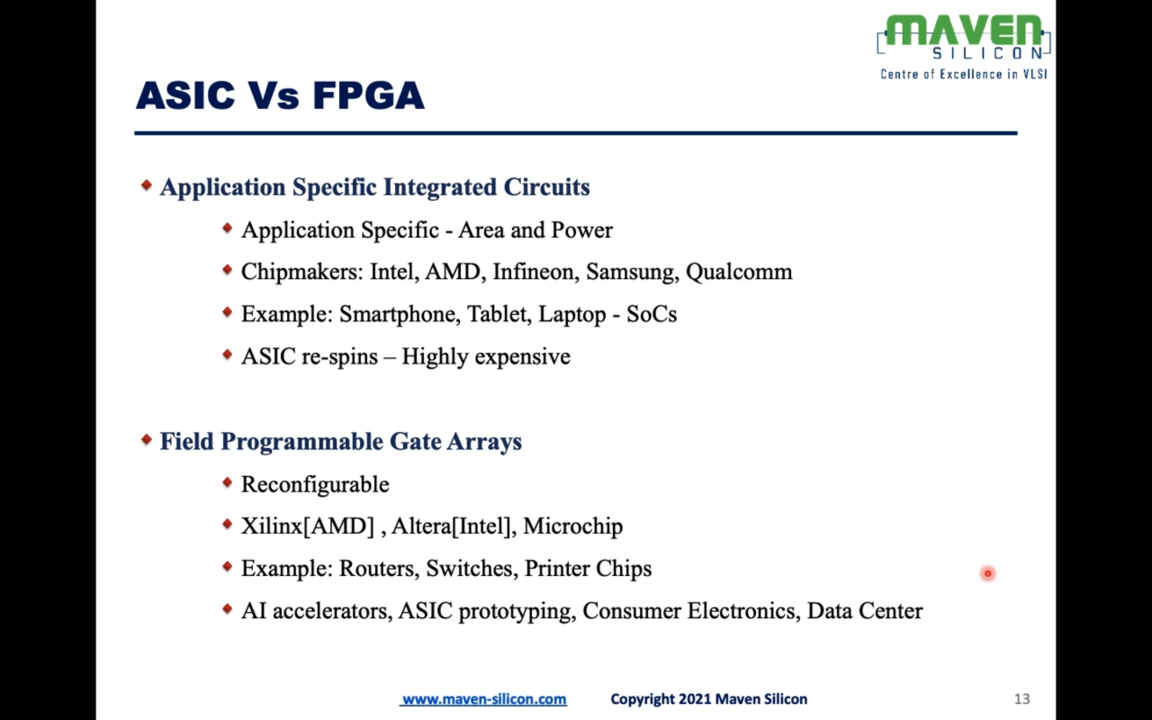 MAVEN
SILICON
Centre of Excellence in VLSI
ASIC Vs FPGA
Application Specific Integrated Circuits
Application Specific - Area and Power
Chipmakers: Intel, AMD, Infineon, Samsung, Qualcomm
Example: Smartphone, Tablet, Laptop - SoCs
ASIC re-spins – Highly expensive
Field Programmable Gate Arrays
Reconfigurable
Xilinx[AMD] , Altera[Intel], Microchip
Example: Routers, Switches, Printer Chips
AI accelerators, ASIC prototyping, Consumer Electronics, Data Center
www.maven-silicon.com Copyright 2021 Maven Silicon 13